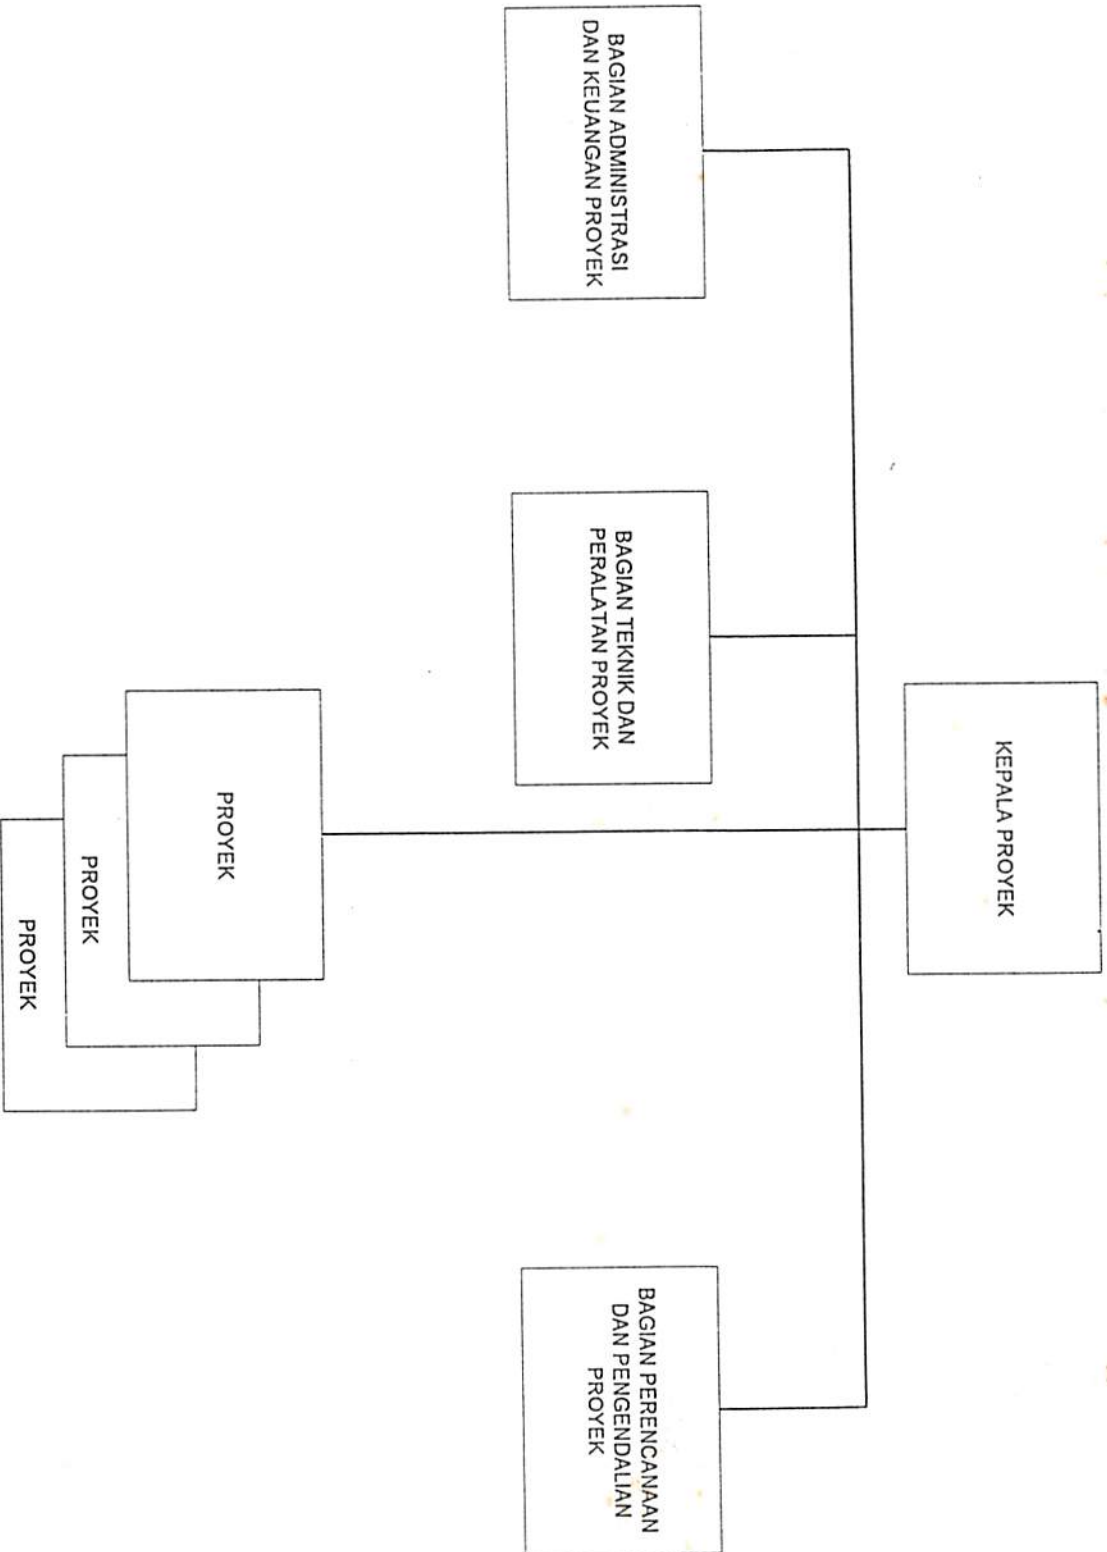 KEPALA PROYEK
BAGIAN ADMINISTRASI
DAN KEUANGAN PROYEK
BAGIAN TEKNIK DAN
PERALATAN PROYEK
BAGIAN PERENCANAAN
DAN PENGENDALIAN
PROYEK
PROYEK
PROYEK
PROYEK